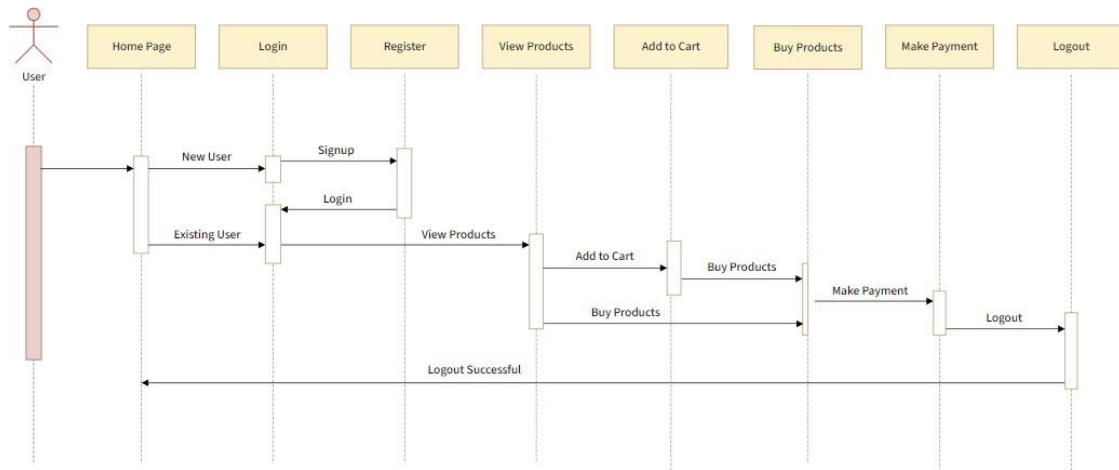 Home Page
Login
Register
View Products
Add to Cart
Buy Products
Make Payment
Logout
User
New User
Signup
Login
Existing User
View Products
Add to Cart
Buy Products
Make Payment
Buy Products
Logout
Logout Successful